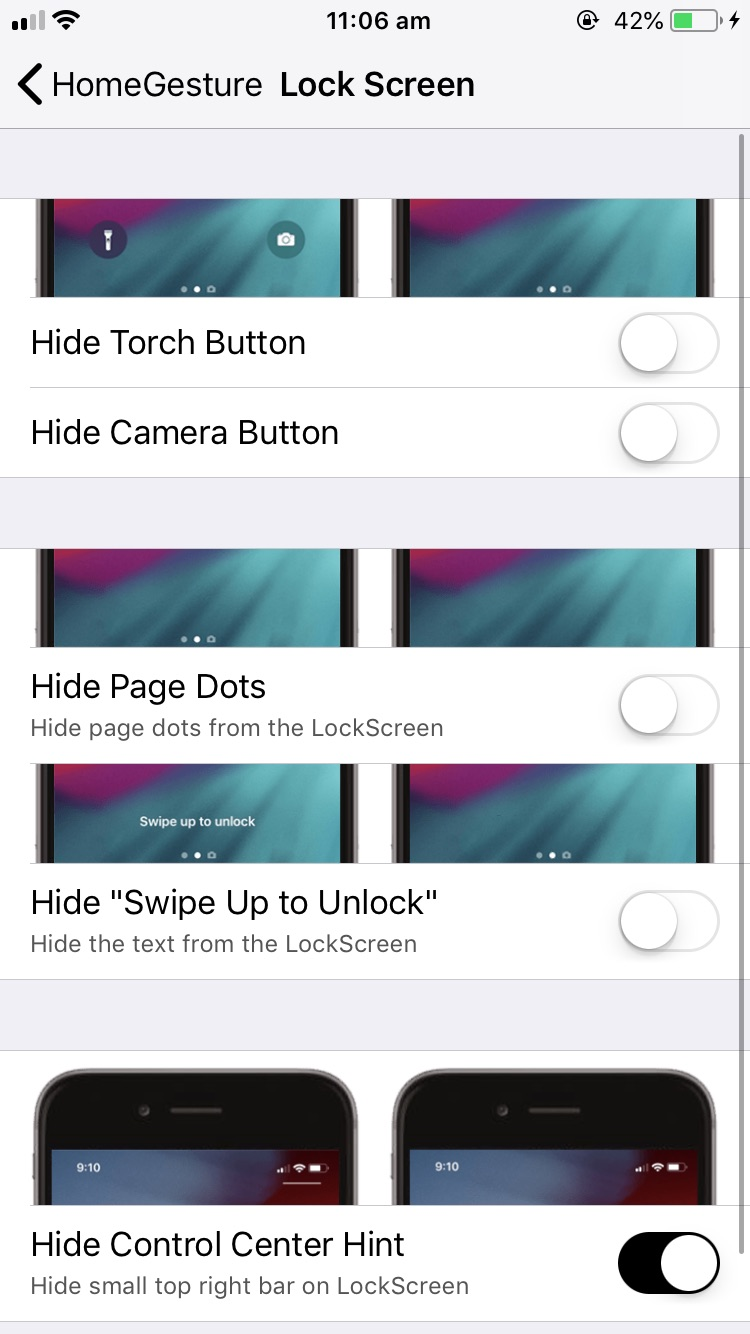 11:06 am 42%
HomeGesture Lock Screen
Hide Torch Button
Hide Camera Button
Hide Page Dots
Hide page dots from the LockScreen
Swipe up to unlock
Hide "Swipe Up to Unlock"
Hide the text from the LockScreen
9:10 9:10
Hide Control Center Hint
Hide small top right bar on LockScreen